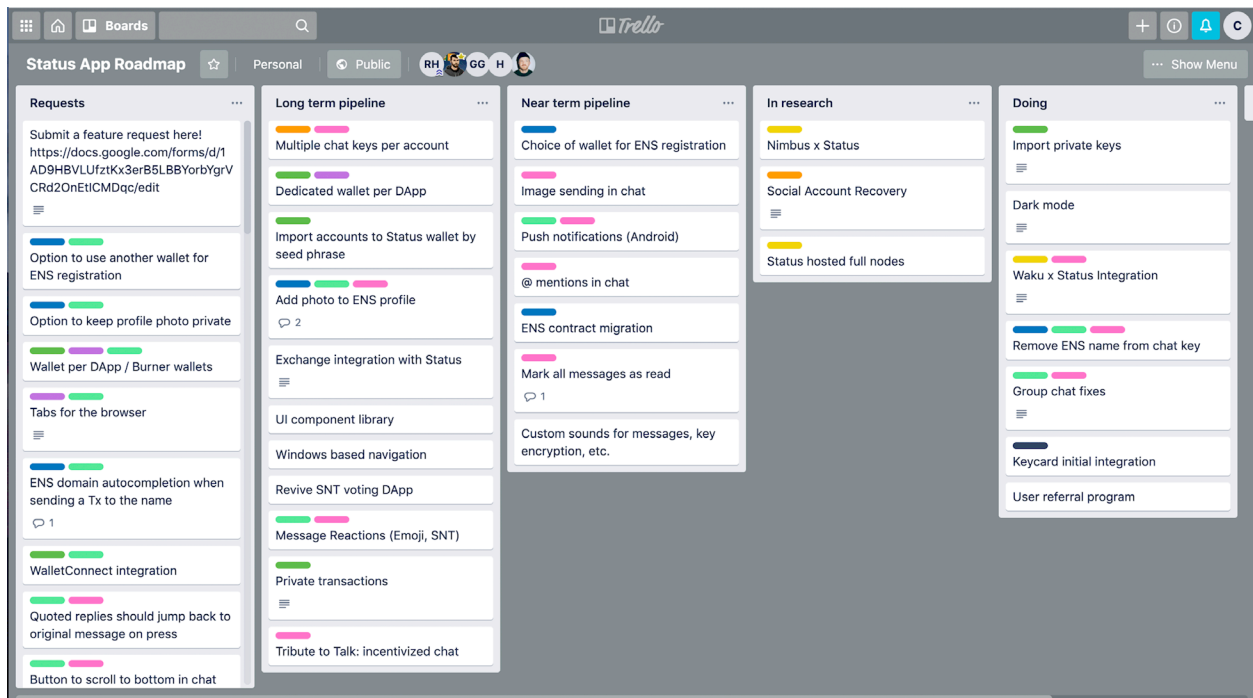 Boards
Trello
C
Status App Roadmap
Personal
Public
RH
GG
H
Show Menu
Requests
Submit a feature request here!
https://docs.google.com/forms/d/1
AD9HBVLUfztKx3erB5LBBYorbYgrV
CRd2OnEtlCMDqc/edit
Option to use another wallet for
ENS registration
Option to keep profile photo private
Wallet per DApp / Burner wallets
Tabs for the browser
ENS domain autocompletion when
sending a Tx to the name
1
WalletConnect integration
Quoted replies should jump back to
original message on press
Button to scroll to bottom in chat
Long term pipeline
Multiple chat keys per account
Dedicated wallet per DApp
Import accounts to Status wallet by
seed phrase
Add photo to ENS profile
2
Exchange integration with Status
UI component library
Windows based navigation
Revive SNT voting DApp
Message Reactions (Emoji, SNT)
Private transactions
Tribute to Talk: incentivized chat
Near term pipeline
Choice of wallet for ENS registration
Image sending in chat
Push notifications (Android)
@ mentions in chat
ENS contract migration
Mark all messages as read
1
Custom sounds for messages, key
encryption, etc.
In research
Nimbus x Status
Social Account Recovery
Status hosted full nodes
Doing
Import private keys
Dark mode
Waku x Status Integration
Remove ENS name from chat key
Group chat fixes
Keycard initial integration
User referral program